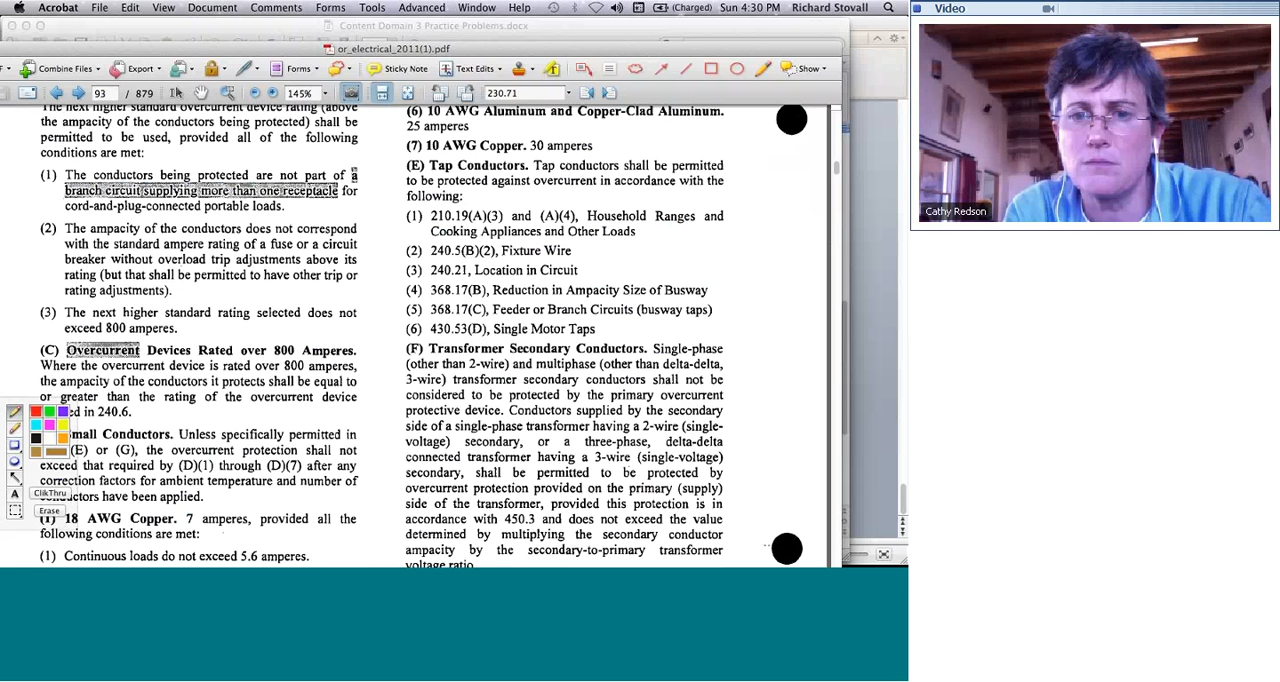 Acrobat File Edit View Document Comments Forms Tools Advanced Window Help (Charged) Sun 4:30 PM Richard Stovall
Video
Content Domain 3 Practice Problems.docx
or_electrical_2011(1).pdf
Combine Files Export Forms Sticky Note Text Edits Show
93 / 879 145% 230.71
The next higher standard overcurrent device rating (above
the ampacity of the conductors being protected) shall be
permitted to be used, provided all of the following
conditions are met:
(1) The conductors being protected are not part of a
branch circuit supplying more than one receptacle for
cord-and-plug-connected portable loads.
(2) The ampacity of the conductors does not correspond
with the standard ampere rating of a fuse or a circuit
breaker without overload trip adjustments above its
rating (but that shall be permitted to have other trip or
rating adjustments).
(3) The next higher standard rating selected does not
exceed 800 amperes.
(C) Overcurrent Devices Rated over 800 Amperes.
Where the overcurrent device is rated over 800 amperes,
the ampacity of the conductors it protects shall be equal to
or greater than the rating of the overcurrent device
ed in 240.6.
mall Conductors. Unless specifically permitted in
(E) or (G), the overcurrent protection shall not
exceed that required by (D)(1) through (D)(7) after any
correction factors for ambient temperature and number of
conductors have been applied.
(1) 18 AWG Copper. 7 amperes, provided all the
following conditions are met:
(1) Continuous loads do not exceed 5.6 amperes.
A
ClikThru
Erase
(6) 10 AWG Aluminum and Copper-Clad Aluminum.
25 amperes
(7) 10 AWG Copper. 30 amperes
(E) Tap Conductors. Tap conductors shall be permitted
to be protected against overcurrent in accordance with the
following:
(1) 210.19(A)(3) and (A)(4), Household Ranges and
Cooking Appliances and Other Loads
(2) 240.5(B)(2), Fixture Wire
(3) 240.21, Location in Circuit
(4) 368.17(B), Reduction in Ampacity Size of Busway
(5) 368.17(C), Feeder or Branch Circuits (busway taps)
(6) 430.53(D), Single Motor Taps
(F) Transformer Secondary Conductors. Single-phase
(other than 2-wire) and multiphase (other than delta-delta,
3-wire) transformer secondary conductors shall not be
considered to be protected by the primary overcurrent
protective device. Conductors supplied by the secondary
side of a single-phase transformer having a 2-wire (single-
voltage) secondary, or a three-phase, delta-delta
connected transformer having a 3-wire (single-voltage)
secondary, shall be permitted to be protected by
overcurrent protection provided on the primary (supply)
side of the transformer, provided this protection is in
accordance with 450.3 and does not exceed the value
determined by multiplying the secondary conductor
ampacity by the secondary-to-primary transformer
voltage ratio.
Cathy Redson